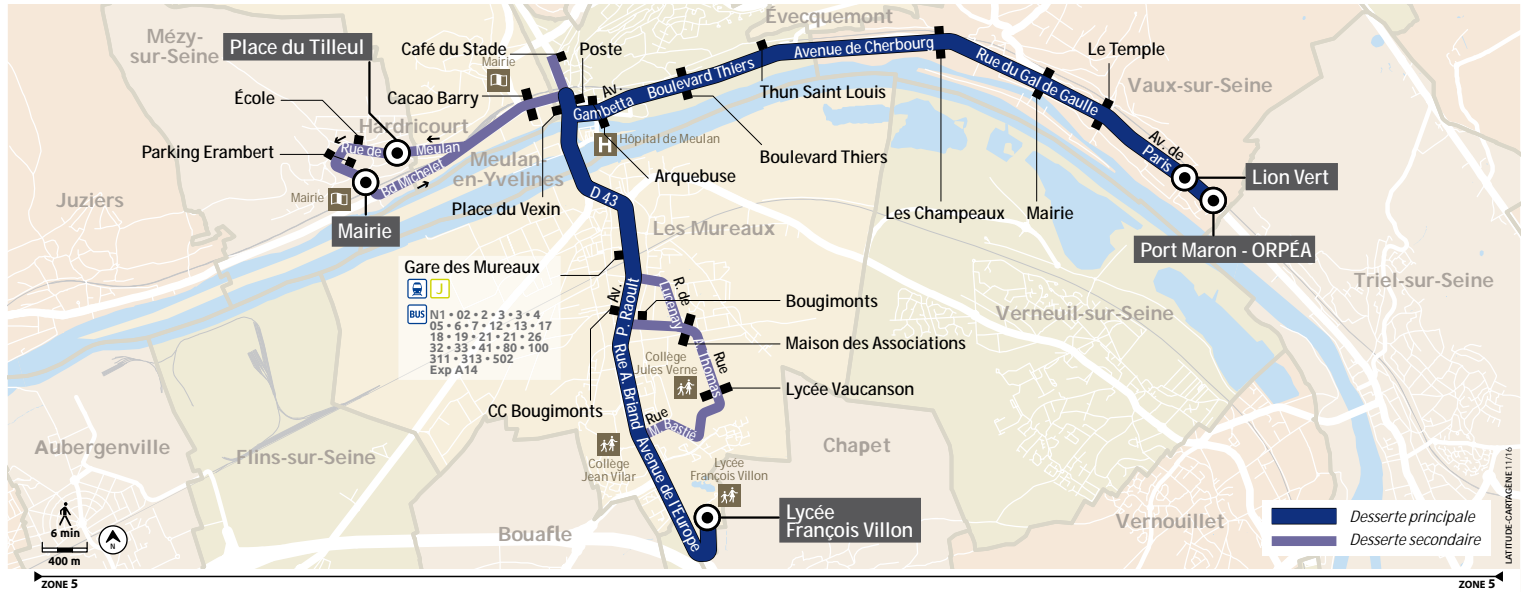 Évecquemont
Mézy-
sur-Seine
Place du Tilleul
Café du Stade
Mairie
Poste
Av.
Gambetta
Boulevard Thiers
Avenue de Cherbourg
Rue du Gal de Gaulle
Le Temple
Vaux-sur-Seine
École
Cacao Barry
Thun Saint Louis
Hardricourt
Parking Erambert
Rue de
Meulan
Bd Michelet
Hôpital de Meulan
Meulan-
en-Yvelines
Boulevard Thiers
Av. de
Paris
Arquebuse
Lion Vert
Juziers
Mairie
Mairie
Place du Vexin
D 43
Les Champeaux
Mairie
Les Mureaux
Port Maron - ORPÉA
Gare des Mureaux
J
BUS
N1 • 02 • 2 • 3 • 3 • 4
05 • 6 • 7 • 12 • 13 • 17
18 • 19 • 21 • 21 • 26
32 • 33 • 41 • 80 • 100
311 • 313 • 502
Exp A14
Av.
P. Raoult
R. de
Lucenay
Bougimonts
Triel-sur-Seine
Verneuil-sur-Seine
Maison des Associations
Rue A. Briand
Collège
Jules Verne
Rue
A. Thomas
Lycée Vaucanson
CC Bougimonts
Rue
M. Bastié
Aubergenville
Flins-sur-Seine
Chapet
Collège
Jean Vilar
Avenue de l'Europe
Lycée
François Villon
Lycée
François Villon
Bouafle
Vernouillet
6 min
400 m
N
Desserte principale
Desserte secondaire
LATITUDE-CARTAGÈNE 11/16
ZONE 5
ZONE 5